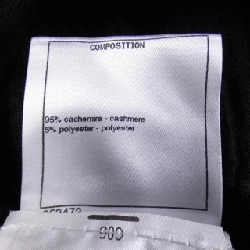 COMPOSITION
95% cachemire - cashmere
5% polyester - polyester